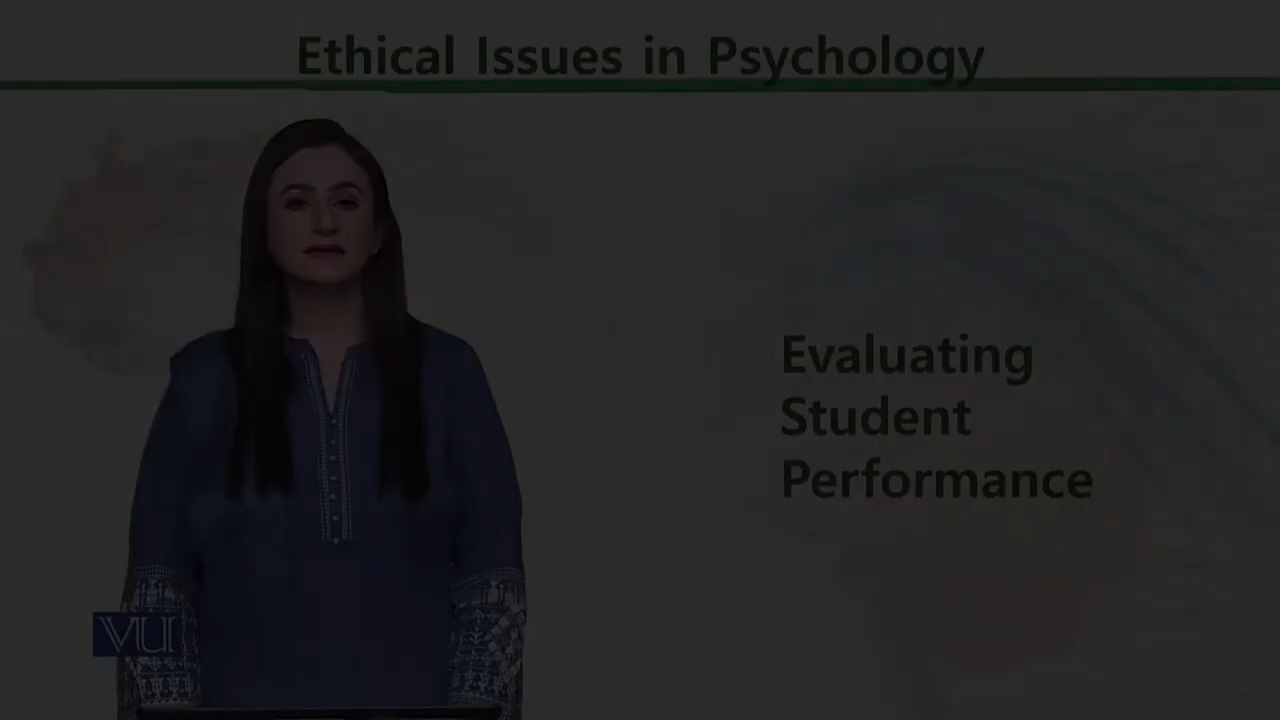 Ethical Issues in Psychology
Evaluating
Student
Performance
VU